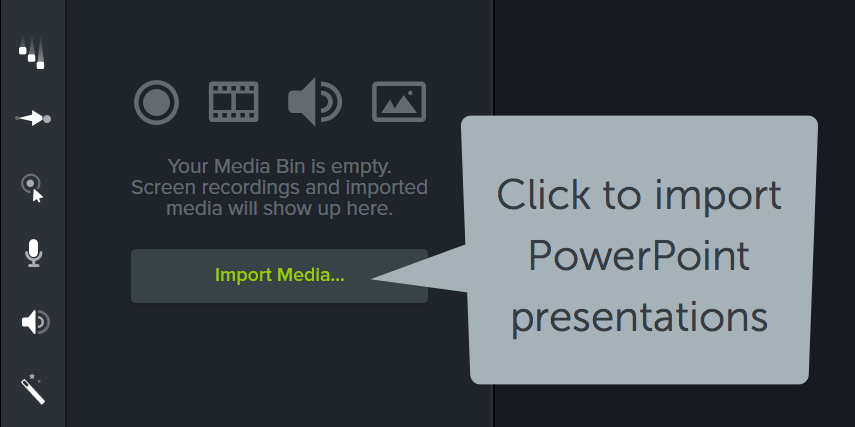 Your Media Bin is empty.
Screen recordings and imported
media will show up here.
Import Media...
Click to import
PowerPoint
presentations